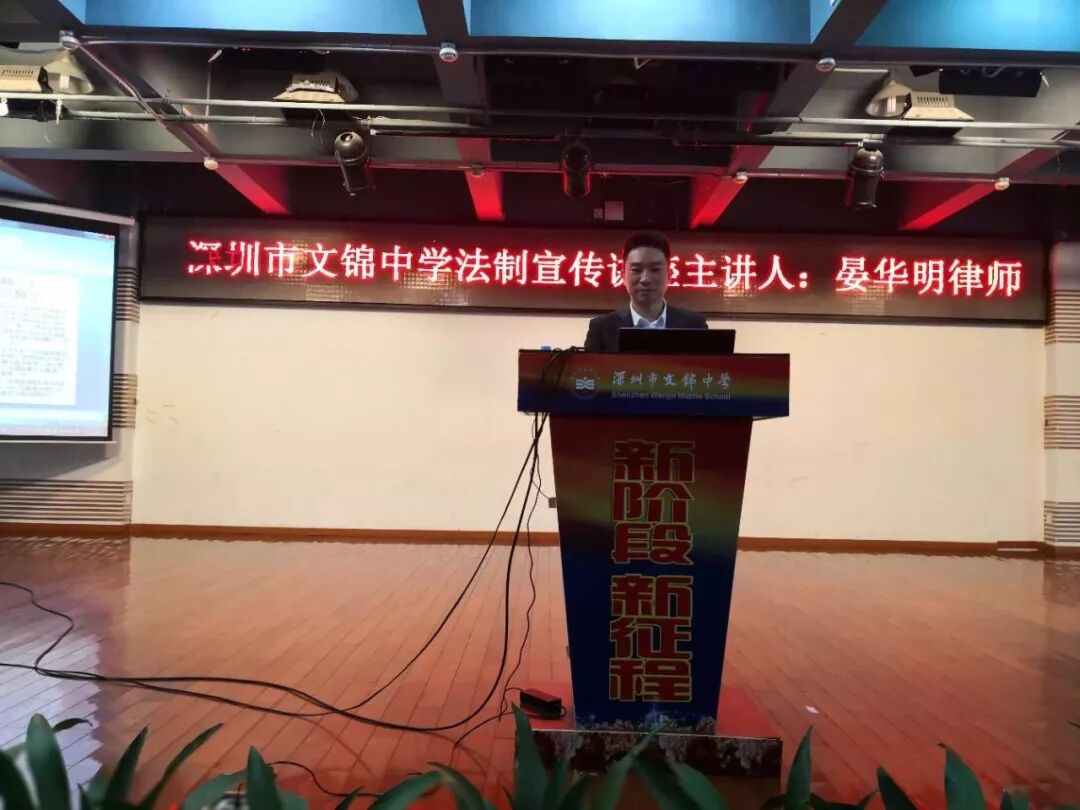 深圳市文锦中学法制宣传讲座主讲人：晏华明律师
深圳市文锦中学
Shenzhen Wenjin Middle School
新
阶
段
新
征
程